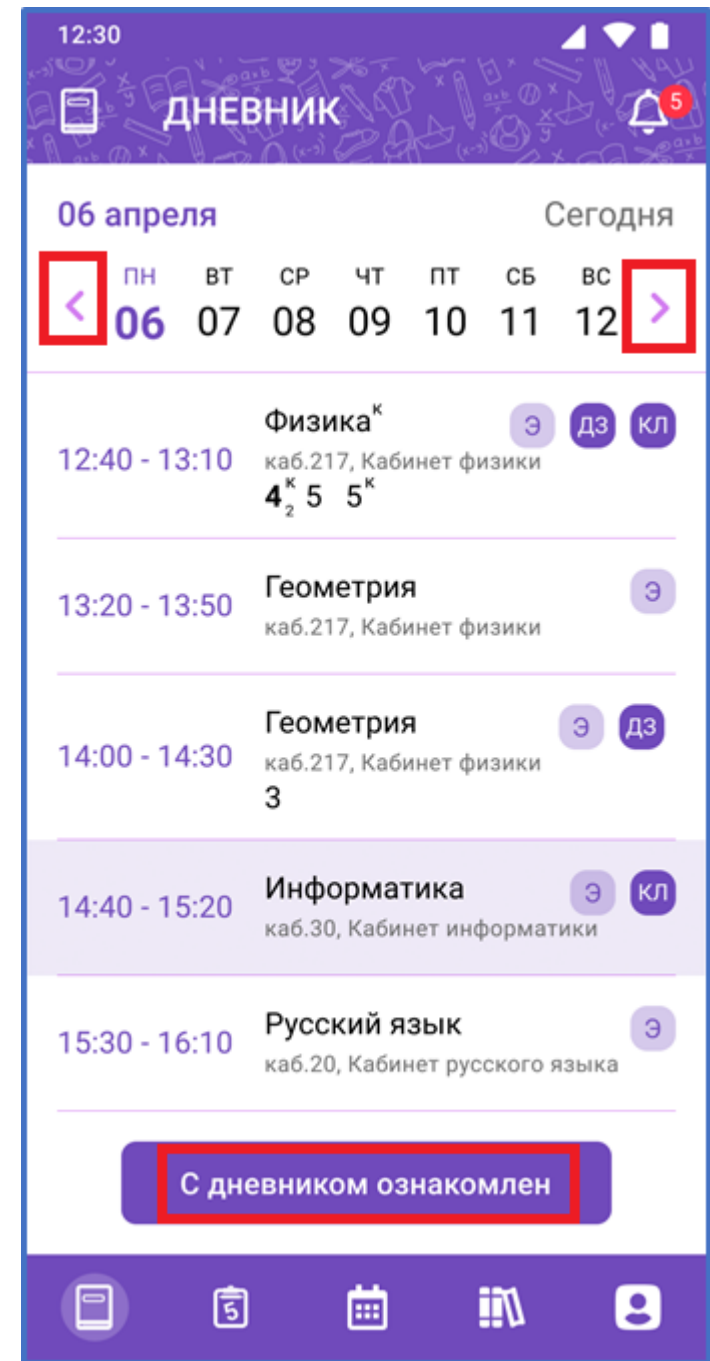 12:30
ДНЕВНИК
5
06 апреля Сегодня
ПН ВТ СР ЧТ ПТ СБ ВС
06 07 08 09 10 11 12
Физикаᴷ Э ДЗ КЛ
12:40 - 13:10 каб.217, Кабинет физики
4ᴷ₂ 5 5ᴷ
Геометрия Э
13:20 - 13:50 каб.217, Кабинет физики
Геометрия Э ДЗ
14:00 - 14:30 каб.217, Кабинет физики
3
Информатика Э КЛ
14:40 - 15:20 каб.30, Кабинет информатики
Русский язык Э
15:30 - 16:10 каб.20, Кабинет русского языка
С дневником ознакомлен
5